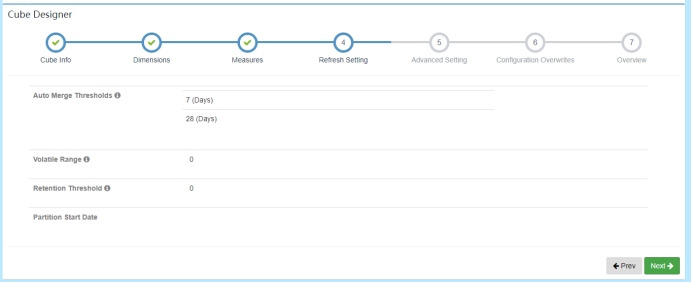 Cube Designer
4
5
6
7
Cube Info
Dimensions
Measures
Refresh Setting
Advanced Setting
Configuration Overwrites
Overview
Auto Merge Thresholds
7 (Days)
28 (Days)
Volatile Range
0
Retention Threshold
0
Partition Start Date
Prev
Next